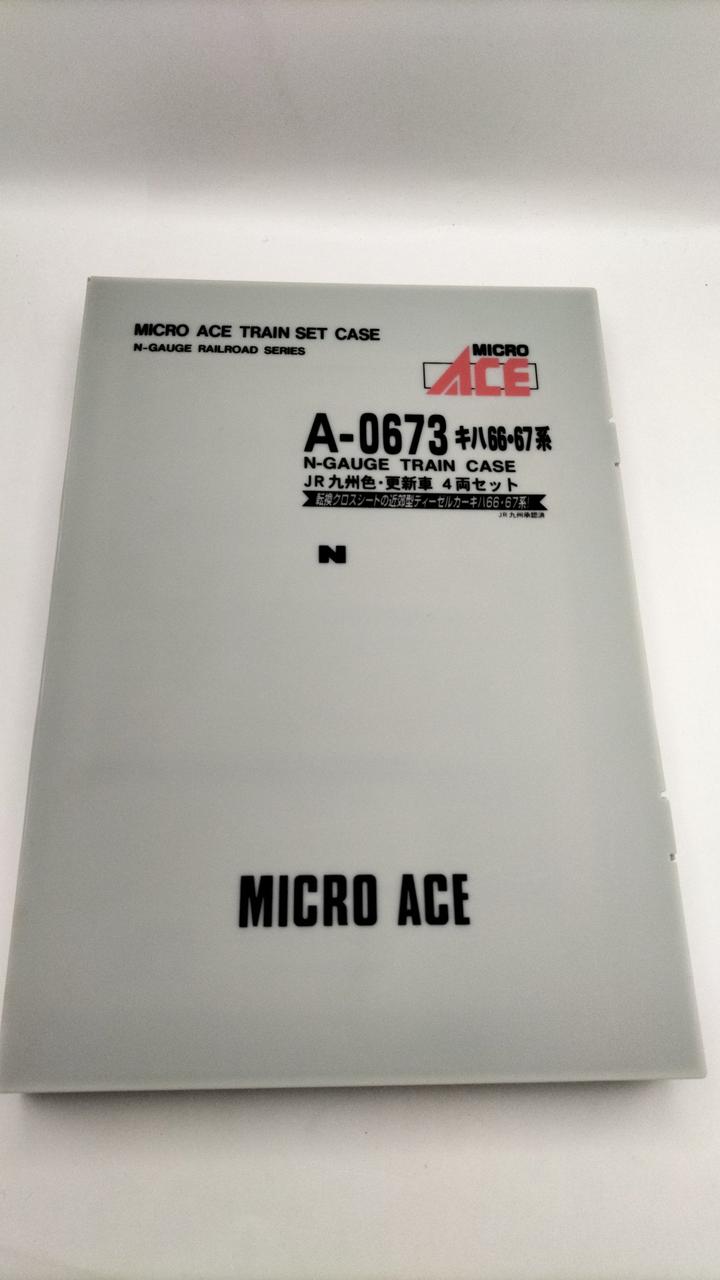 MICRO ACE TRAIN SET CASE
N-GAUGE RAILROAD SERIES
MICRO
ACE
A-0673 キハ66・67系
N-GAUGE TRAIN CASE
JR九州色・更新車 4両セット
転換クロスシートの近郊型ディーゼルカーキハ66・67系!
JR九州承認済
N
MICRO ACE